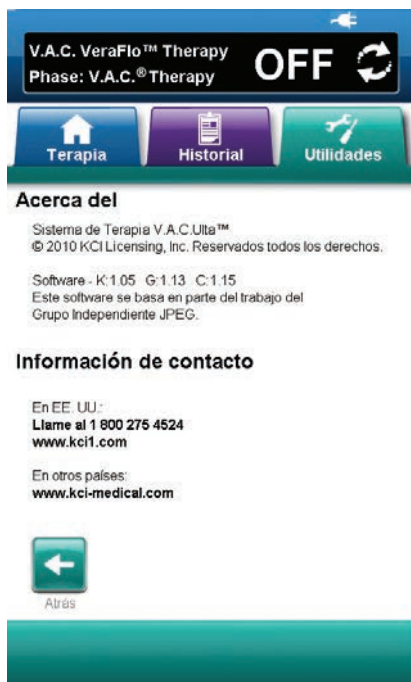 V.A.C. VeraFlo™ Therapy
Phase: V.A.C.® Therapy
OFF
Terapia
Historial
Utilidades
Acerca del
Sistema de Terapia V.A.C.Ulta™
© 2010 KCI Licensing, Inc. Reservados todos los derechos.
Software - K:1.05 G:1.13 C:1.15
Este software se basa en parte del trabajo del
Grupo Independiente JPEG.
Información de contacto
En EE. UU.:
Llame al 1 800 275 4524
www.kci1.com
En otros países:
www.kci-medical.com
Atrás